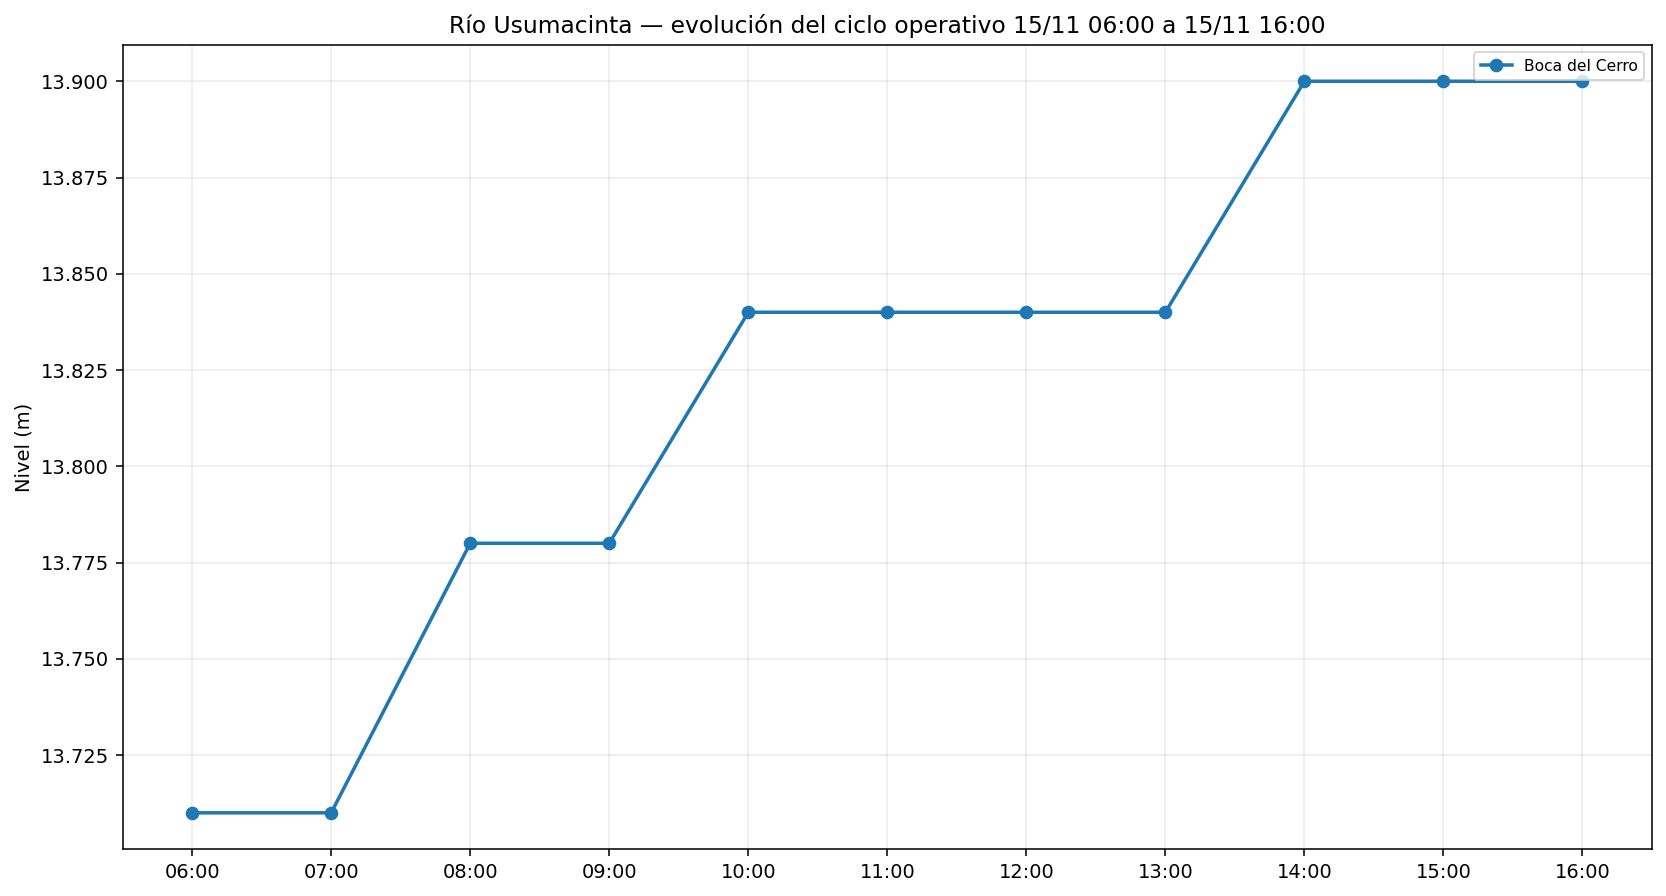 Río Usumacinta — evolución del ciclo operativo 15/11 06:00 a 15/11 16:00
Boca del Cerro
Nivel (m)
13.900
13.875
13.850
13.825
13.800
13.775
13.750
13.725
06:00 07:00 08:00 09:00 10:00 11:00 12:00 13:00 14:00 15:00 16:00